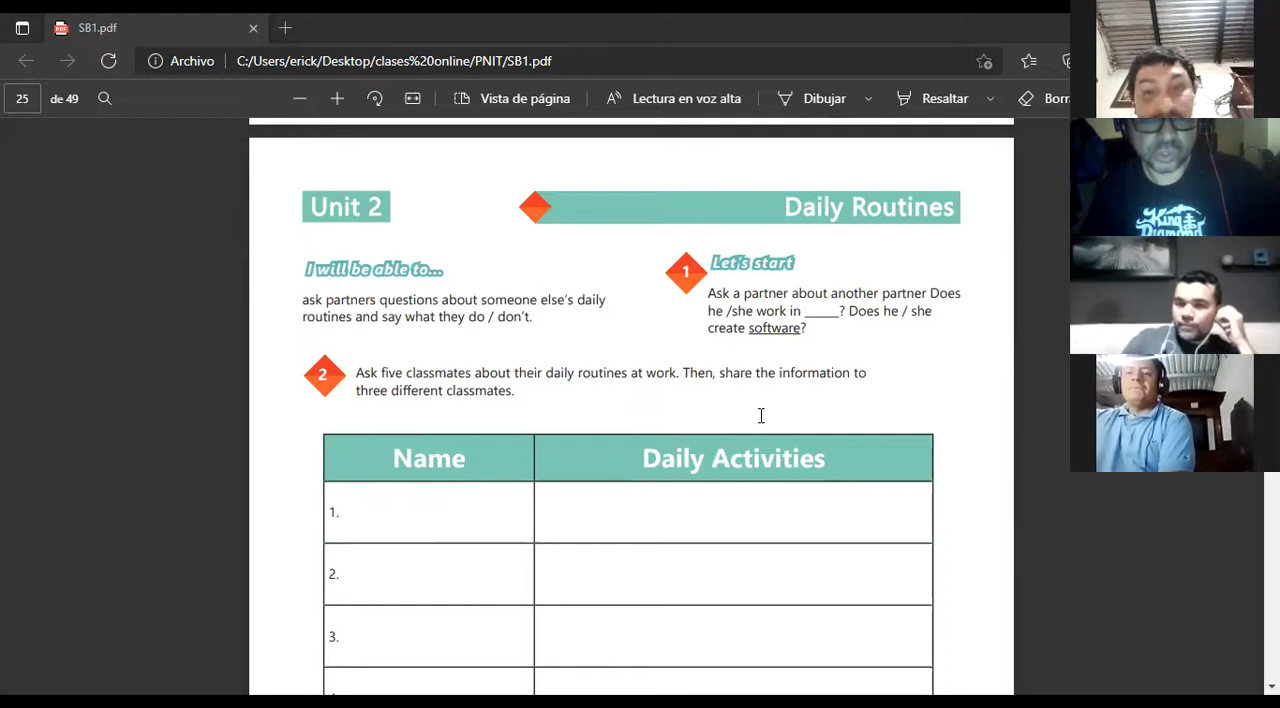 SB1.pdf
Archivo
C:/Users/erick/Desktop/clases%20online/PNIT/SB1.pdf
25
de 49
Vista de página
Lectura en voz alta
Dibujar
Resaltar
Borra
Unit 2
Daily Routines
I will be able to...
ask partners questions about someone else's daily
routines and say what they do / don't.
1
Let's start
Ask a partner about another partner Does
he /she work in _____? Does he / she
create software?
2
Ask five classmates about their daily routines at work. Then, share the information to
three different classmates.
Name
Daily Activities
1.
2.
3.
King
Diamond